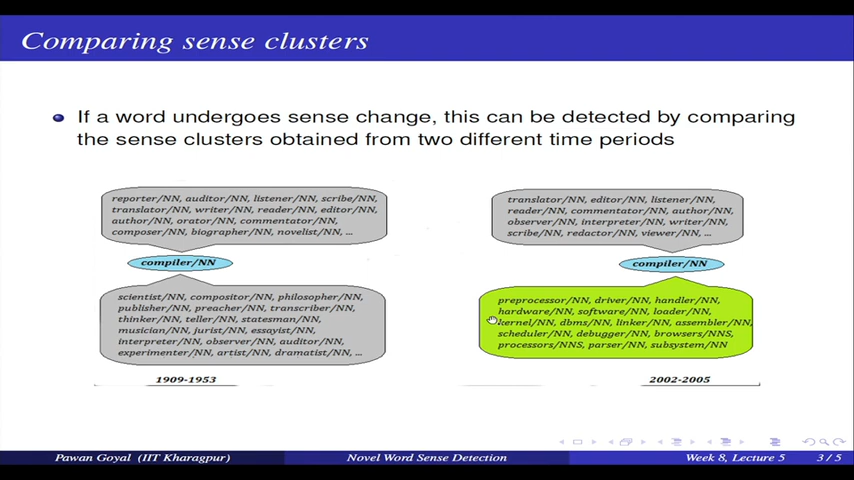 Comparing sense clusters
If a word undergoes sense change, this can be detected by comparing
the sense clusters obtained from two different time periods
reporter/NN, auditor/NN, listener/NN, scribe/NN,
translator/NN, writer/NN, reader/NN, editor/NN,
author/NN, orator/NN, commentator/NN,
composer/NN, biographer/NN, novelist/NN, ...
compiler/NN
scientist/NN, compositor/NN, philosopher/NN,
publisher/NN, preacher/NN, transcriber/NN,
thinker/NN, teller/NN, statesman/NN,
musician/NN, jurist/NN, essayist/NN,
interpreter/NN, observer/NN, auditor/NN,
experimenter/NN, artist/NN, dramatist/NN, ...
1909-1953
translator/NN, editor/NN, listener/NN,
reader/NN, commentator/NN, author/NN,
observer/NN, interpreter/NN, writer/NN,
scribe/NN, redactor/NN, viewer/NN, ...
compiler/NN
preprocessor/NN, driver/NN, handler/NN,
hardware/NN, software/NN, loader/NN,
kernel/NN, dbms/NN, linker/NN, assembler/NN,
scheduler/NN, debugger/NN, browsers/NNS,
processors/NNS, parser/NN, subsystem/NN
2002-2005
Pawan Goyal (IIT Kharagpur)
Novel Word Sense Detection
Week 8, Lecture 5
3 / 5